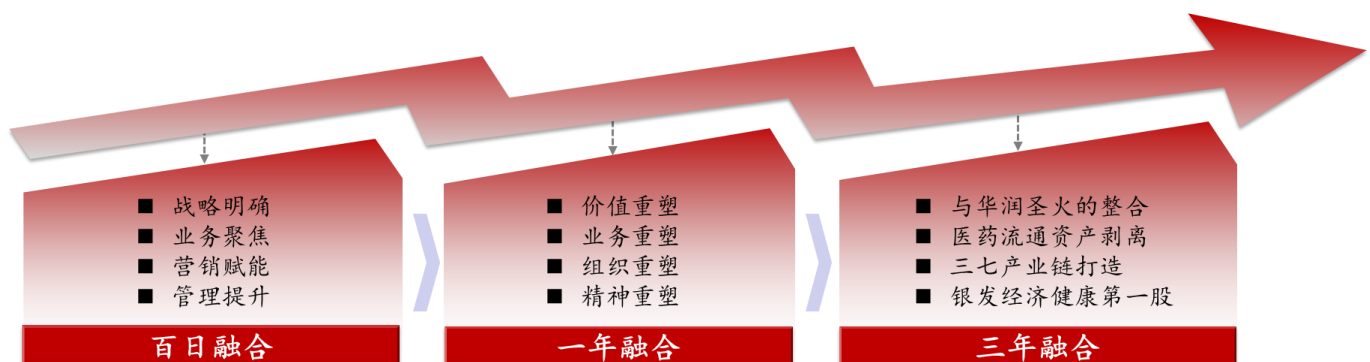 战略明确
业务聚焦
营销赋能
管理提升
百日融合
价值重塑
业务重塑
组织重塑
精神重塑
一年融合
与华润圣火的整合
医药流通资产剥离
三七产业链打造
银发经济健康第一股
三年融合